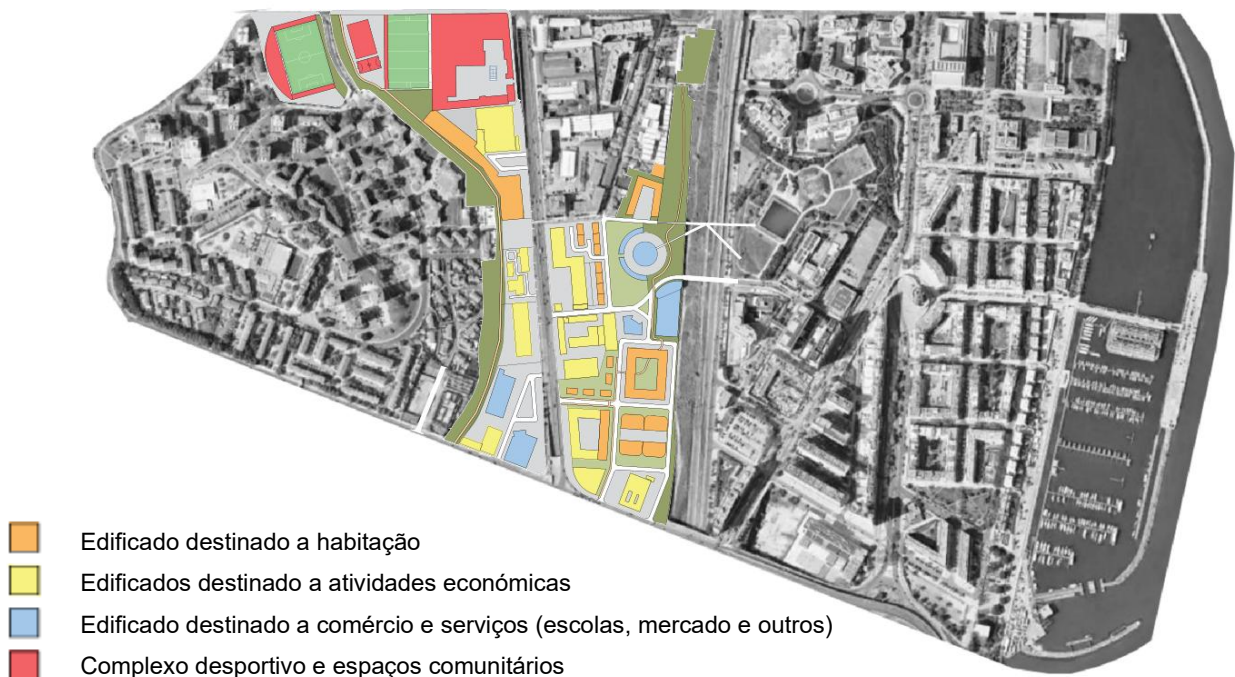 Edificado destinado a habitação
Edificados destinado a atividades económicas
Edificado destinado a comércio e serviços (escolas, mercado e outros)
Complexo desportivo e espaços comunitários